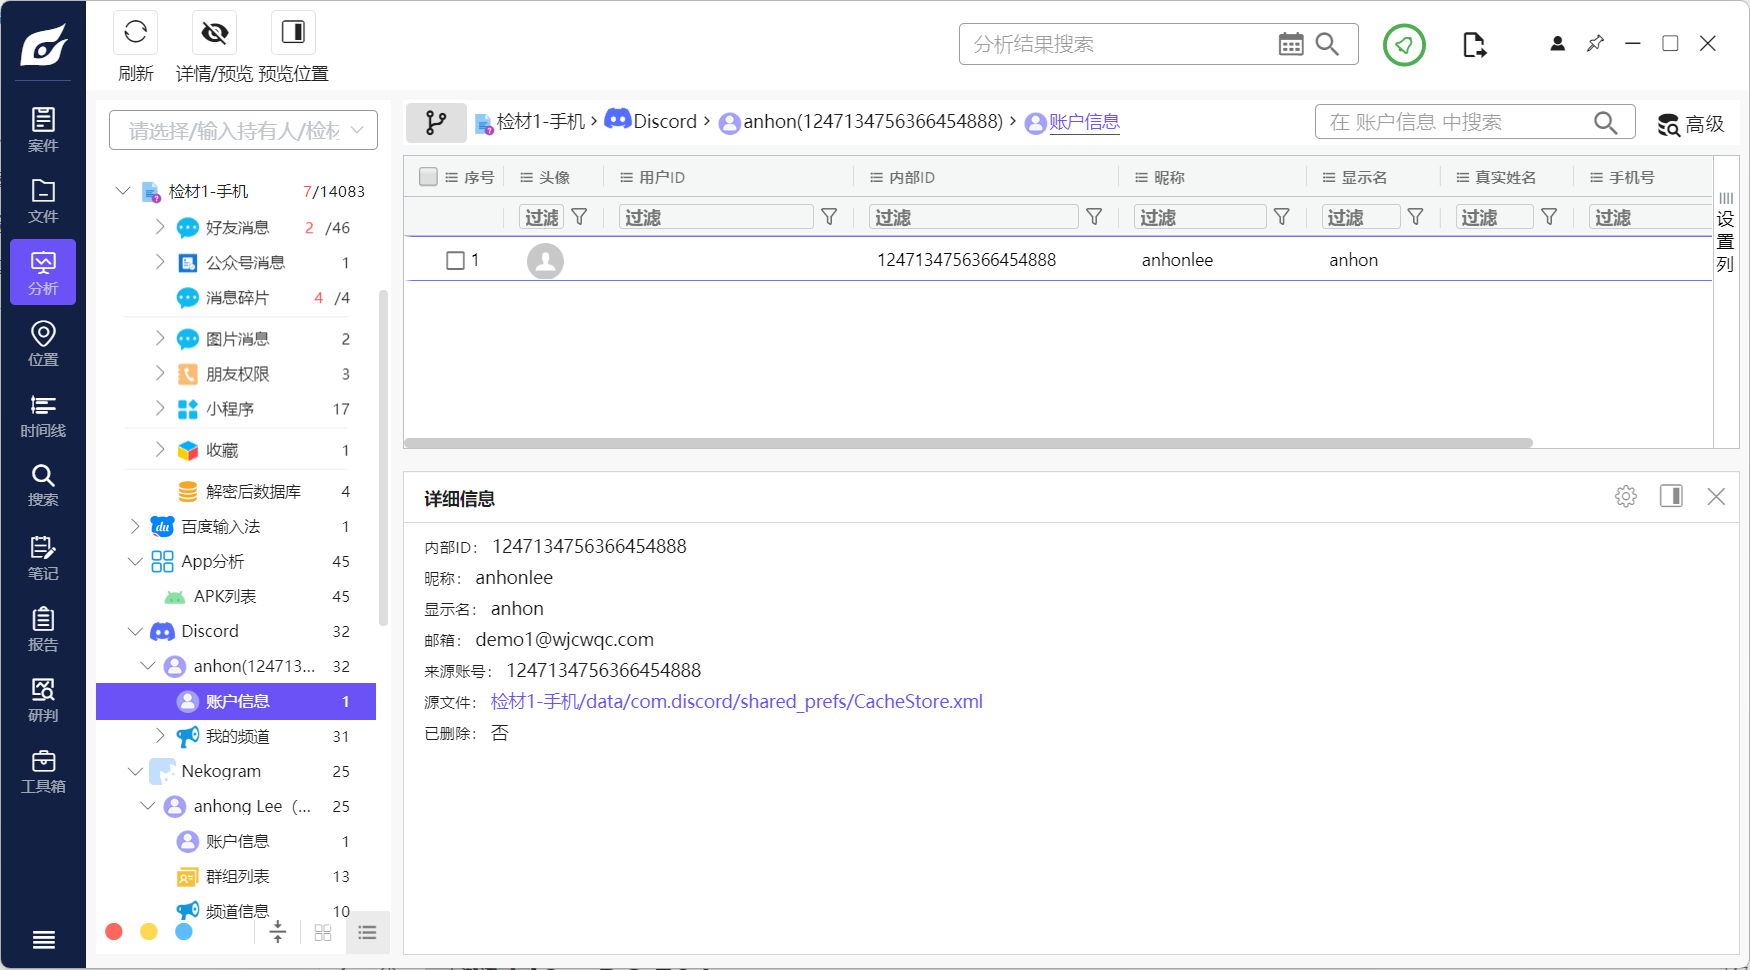 刷新 详情/预览 预览位置
分析结果搜索
案件
文件
分析
位置
时间线
搜索
笔记
报告
研判
工具箱
请选择/输入持有人/检材
检材1-手机 7/14083
好友消息 2 /46
公众号消息 1
消息碎片 4 /4
图片消息 2
朋友权限 3
小程序 17
收藏 1
解密后数据库 4
du 百度输入法 1
App分析 45
APK列表 45
Discord 32
anhon(124713... 32
账户信息 1
我的频道 31
Nekogram 25
anhong Lee (... 25
账户信息 1
群组列表 13
频道信息 10
检材1-手机 > Discord > anhon(1247134756366454888) > 账户信息
在 账户信息 中搜索
高级
序号 头像 用户ID 内部ID 昵称 显示名 真实姓名 手机号
过滤 过滤 过滤 过滤 过滤 过滤 过滤
1 1247134756366454888 anhonlee anhon
设置列
详细信息
内部ID： 1247134756366454888
昵称： anhonlee
显示名： anhon
邮箱： demo1@wjcwqc.com
来源账号： 1247134756366454888
源文件： 检材1-手机/data/com.discord/shared_prefs/CacheStore.xml
已删除： 否